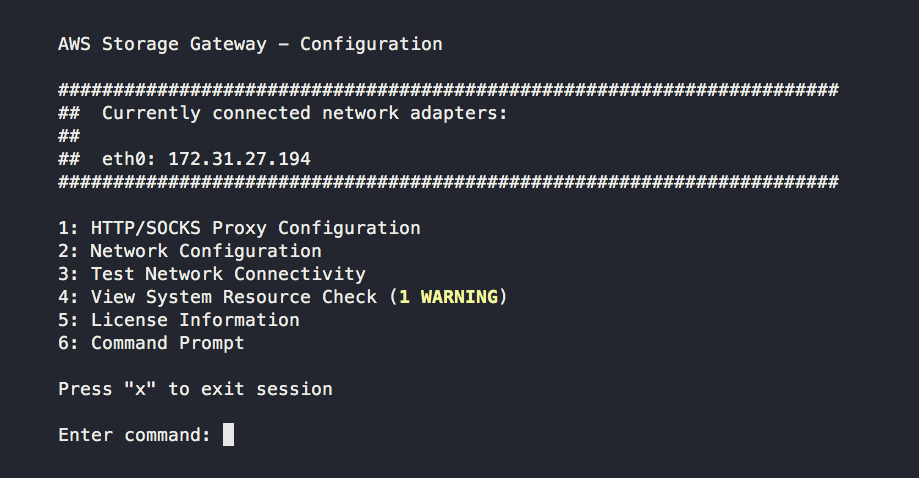 AWS Storage Gateway - Configuration
#######################################################################
##  Currently connected network adapters:
##
##  eth0: 172.31.27.194
#######################################################################
1: HTTP/SOCKS Proxy Configuration
2: Network Configuration
3: Test Network Connectivity
4: View System Resource Check (1 WARNING)
5: License Information
6: Command Prompt
Press "x" to exit session
Enter command: